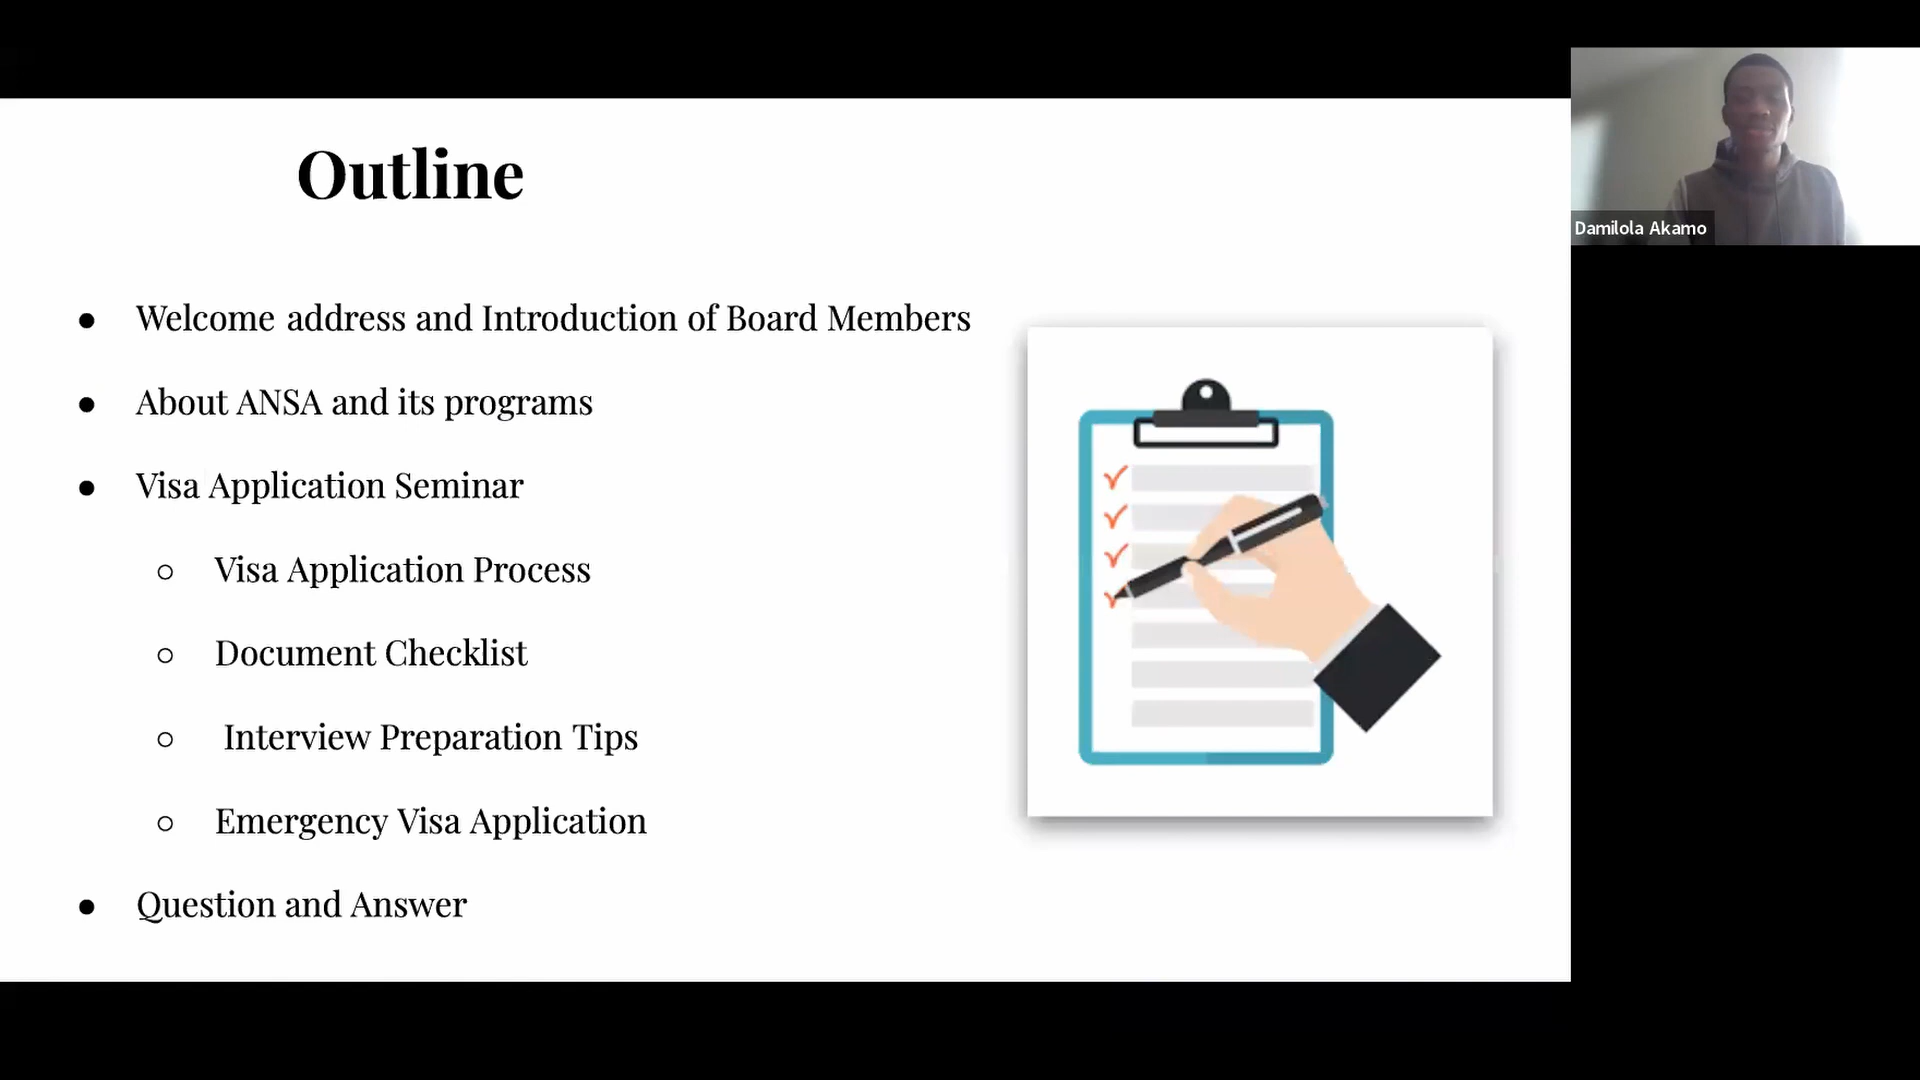 Outline
● Welcome address and Introduction of Board Members
● About ANSA and its programs
● Visa Application Seminar
○ Visa Application Process
○ Document Checklist
○ Interview Preparation Tips
○ Emergency Visa Application
● Question and Answer
Damilola Akamo